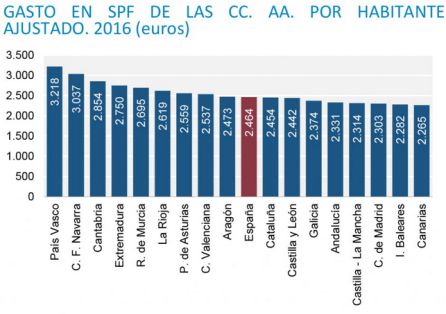 GASTO EN SPF DE LAS CC. AA. POR HABITANTE
AJUSTADO. 2016 (euros)
3.500
3.000
2.500
2.000
1.500
1.000
500
0
3.218
3.037
2.854
2.750
2.695
2.619
2.559
2.537
2.473
2.464
2.454
2.442
2.374
2.331
2.314
2.303
2.282
2.265
País Vasco
C. F. Navarra
Cantabria
Extremadura
R. de Murcia
La Rioja
P. de Asturias
C. Valenciana
Aragón
España
Cataluña
Castilla y León
Galicia
Andalucía
Castilla - La Mancha
C. de Madrid
I. Baleares
Canarias